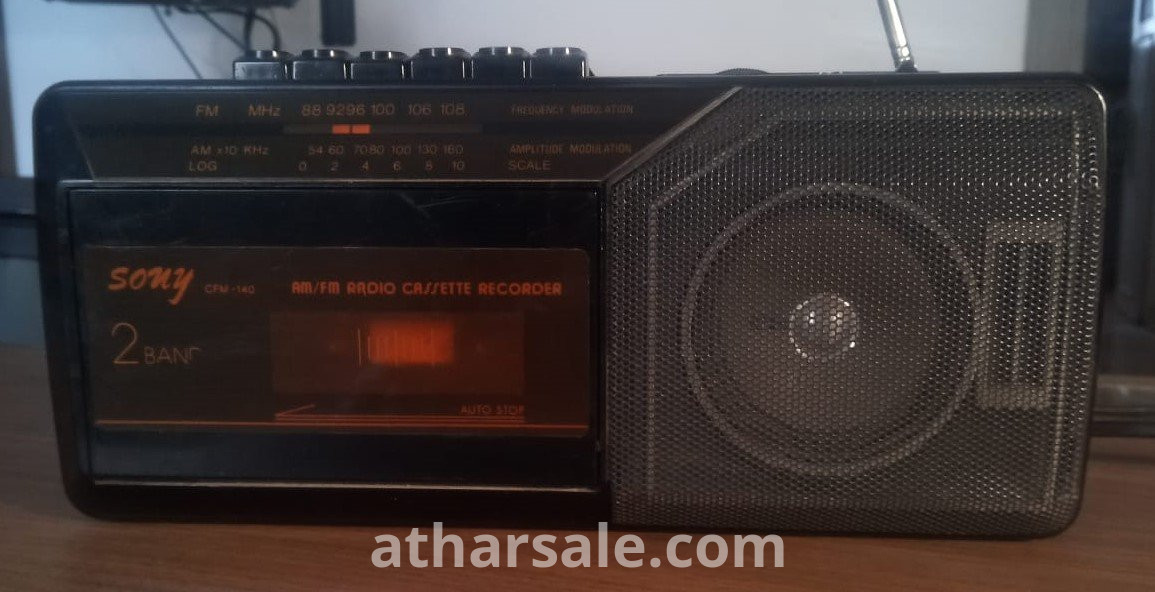 FM MHz 88 92 96 100 106 108 FREQUENCY MODULATION
AM x10 KHz 54 60 70 80 100 130 160 AMPLITUDE MODULATION
LOG 0 2 4 6 8 10 SCALE
SONY CFM-140 AM/FM RADIO CASSETTE RECORDER
2 BAND
AUTO STOP
atharsale.com